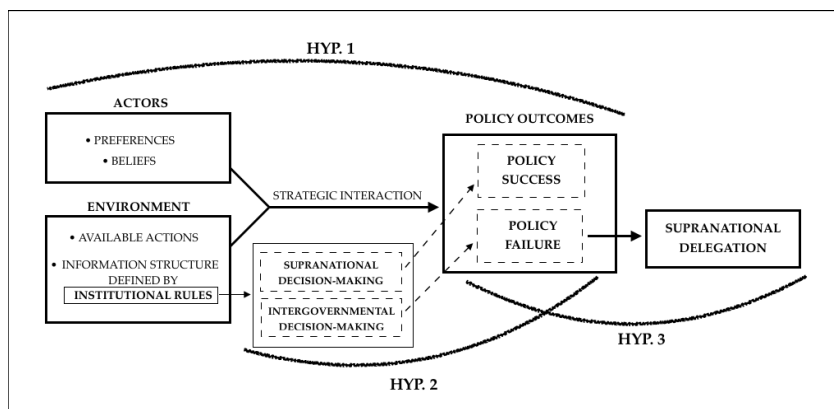 HYP. 1
ACTORS
• PREFERENCES
• BELIEFS
ENVIRONMENT
• AVAILABLE ACTIONS
• INFORMATION STRUCTURE
DEFINED BY
INSTITUTIONAL RULES
STRATEGIC INTERACTION
SUPRANATIONAL
DECISION-MAKING
INTERGOVERNMENTAL
DECISION-MAKING
POLICY OUTCOMES
POLICY
SUCCESS
POLICY
FAILURE
SUPRANATIONAL
DELEGATION
HYP. 2
HYP. 3